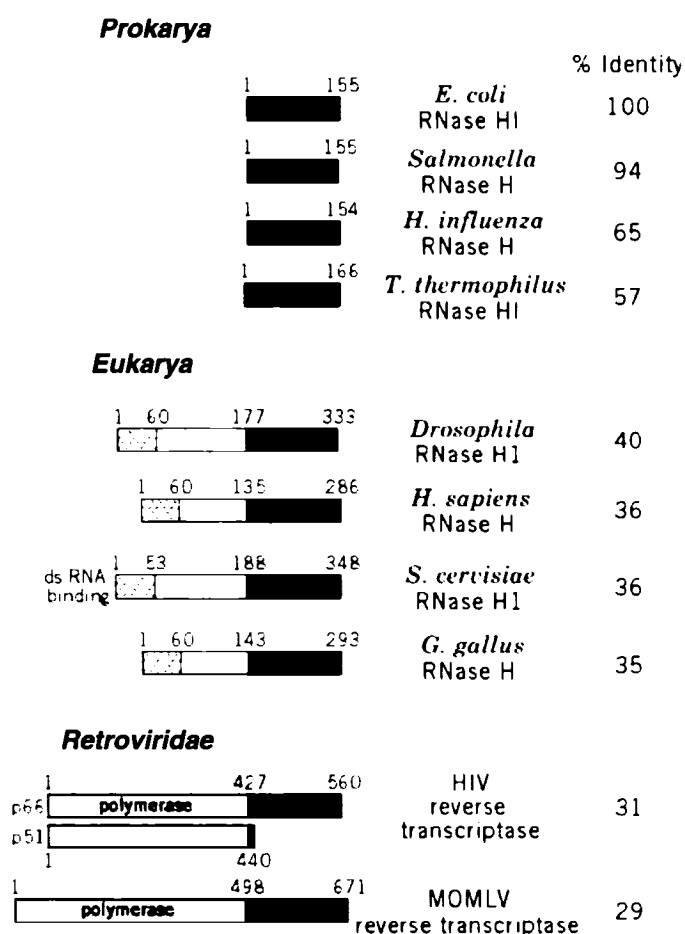 Prokarya
% Identity
1 155
E. coli
RNase HI
100
1 155
Salmonella
RNase H
94
1 154
H. influenza
RNase H
65
1 166
T. thermophilus
RNase HI
57
Eukarya
1 60 177 333
Drosophila
RNase H1
40
1 60 135 286
H. sapiens
RNase H
36
ds RNA
binding
1 53 188 348
S. cervisiae
RNase H1
36
1 60 143 293
G. gallus
RNase H
35
Retroviridae
1 427 560
p66 polymerase
p51
1 440
HIV
reverse
transcriptase
31
1 498 671
polymerase
MOMLV
reverse transcriptase
29